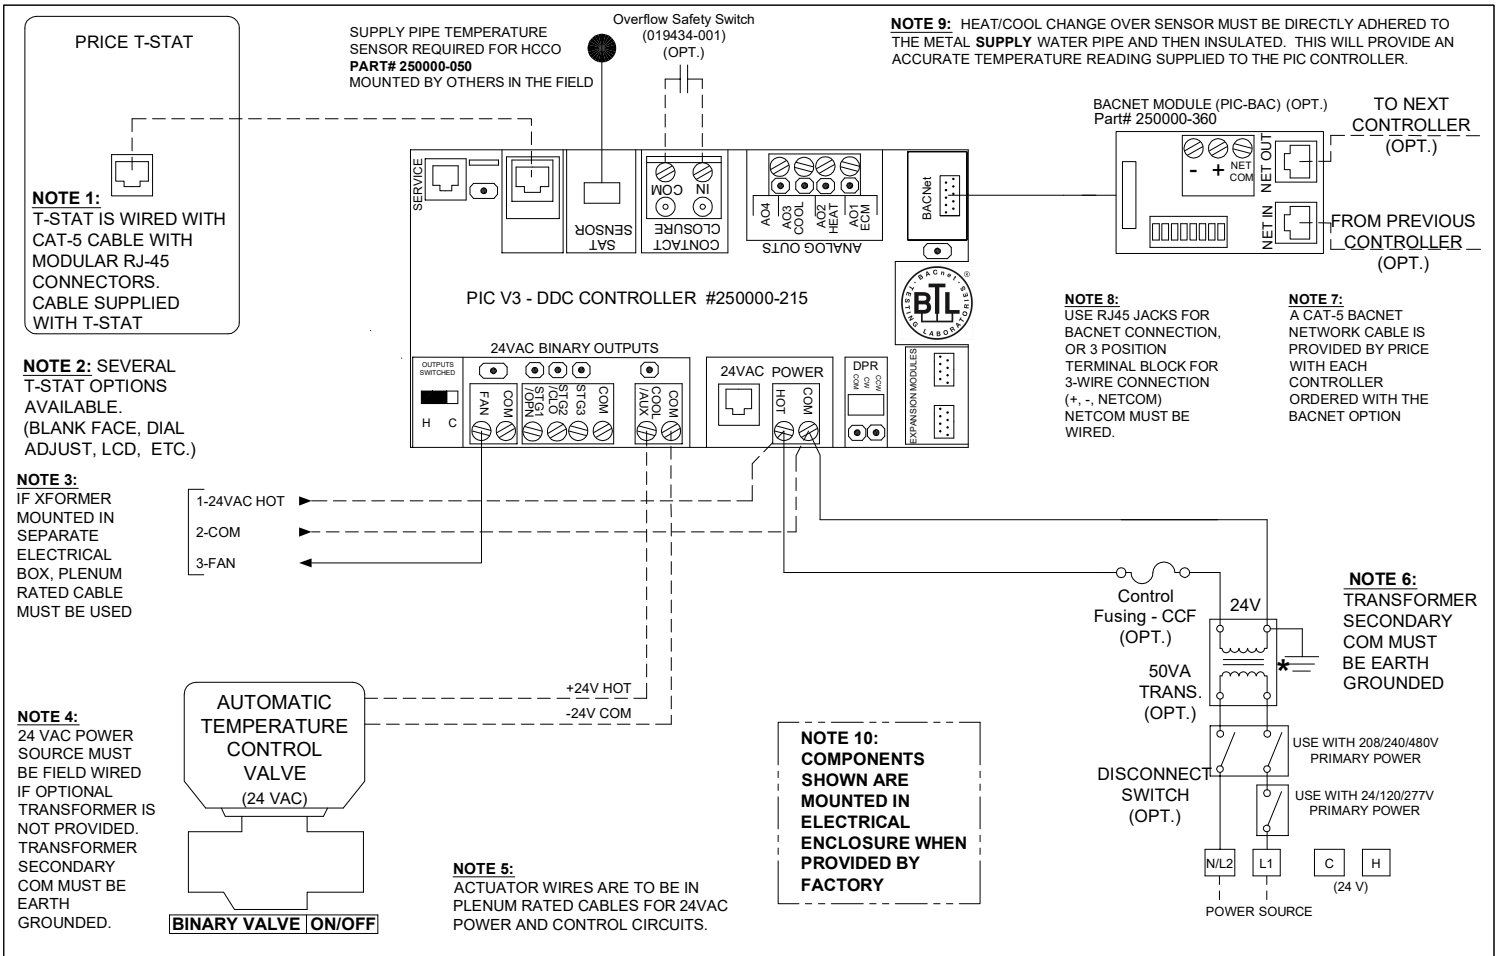 PRICE T-STAT
NOTE 1:
T-STAT IS WIRED WITH
CAT-5 CABLE WITH
MODULAR RJ-45
CONNECTORS.
CABLE SUPPLIED
WITH T-STAT
SUPPLY PIPE TEMPERATURE
SENSOR REQUIRED FOR HCCO
PART# 250000-050
MOUNTED BY OTHERS IN THE FIELD
Overflow Safety Switch
(019434-001)
(OPT.)
NOTE 9: HEAT/COOL CHANGE OVER SENSOR MUST BE DIRECTLY ADHERED TO
THE METAL SUPPLY WATER PIPE AND THEN INSULATED. THIS WILL PROVIDE AN
ACCURATE TEMPERATURE READING SUPPLIED TO THE PIC CONTROLLER.
BACNET MODULE (PIC-BAC) (OPT.)
Part# 250000-360
- +
NET
COM
NET OUT
NET IN
TO NEXT
CONTROLLER
(OPT.)
FROM PREVIOUS
CONTROLLER
(OPT.)
SERVICE
SAT
SENSOR
COM
IN
CONTACT
CLOSURE
AO4
AO3
COOL
AO2
HEAT
AO1
ECM
ANALOG OUTS
BACNet
PIC V3 - DDC CONTROLLER #250000-215
BACnet TESTING LABORATORIES
BTL
®
24VAC BINARY OUTPUTS
OUTPUTS
SWITCHED
H C
FAN
COM
STG1
/OPN
STG2
/CLO
STG3
COM
COOL
/AUX
COM
24VAC POWER
HOT
COM
DPR
COM
CW
CCW
EXPANSION MODULES
NOTE 8:
USE RJ45 JACKS FOR
BACNET CONNECTION,
OR 3 POSITION
TERMINAL BLOCK FOR
3-WIRE CONNECTION
(+, -, NETCOM)
NETCOM MUST BE
WIRED.
NOTE 7:
A CAT-5 BACNET
NETWORK CABLE IS
PROVIDED BY PRICE
WITH EACH
CONTROLLER
ORDERED WITH THE
BACNET OPTION
NOTE 2: SEVERAL
T-STAT OPTIONS
AVAILABLE.
(BLANK FACE, DIAL
ADJUST, LCD, ETC.)
NOTE 3:
IF XFORMER
MOUNTED IN
SEPARATE
ELECTRICAL
BOX, PLENUM
RATED CABLE
MUST BE USED
1-24VAC HOT
2-COM
3-FAN
Control
Fusing - CCF
(OPT.)
24V
NOTE 6:
TRANSFORMER
SECONDARY
COM MUST
BE EARTH
GROUNDED
*
50VA
TRANS.
(OPT.)
+24V HOT
-24V COM
AUTOMATIC
TEMPERATURE
CONTROL
VALVE
(24 VAC)
BINARY VALVE ON/OFF
NOTE 4:
24 VAC POWER
SOURCE MUST
BE FIELD WIRED
IF OPTIONAL
TRANSFORMER IS
NOT PROVIDED.
TRANSFORMER
SECONDARY
COM MUST BE
EARTH
GROUNDED.
NOTE 5:
ACTUATOR WIRES ARE TO BE IN
PLENUM RATED CABLES FOR 24VAC
POWER AND CONTROL CIRCUITS.
NOTE 10:
COMPONENTS
SHOWN ARE
MOUNTED IN
ELECTRICAL
ENCLOSURE WHEN
PROVIDED BY
FACTORY
DISCONNECT
SWITCH
(OPT.)
USE WITH 208/240/480V
PRIMARY POWER
USE WITH 24/120/277V
PRIMARY POWER
N/L2
L1
C
H
(24 V)
POWER SOURCE